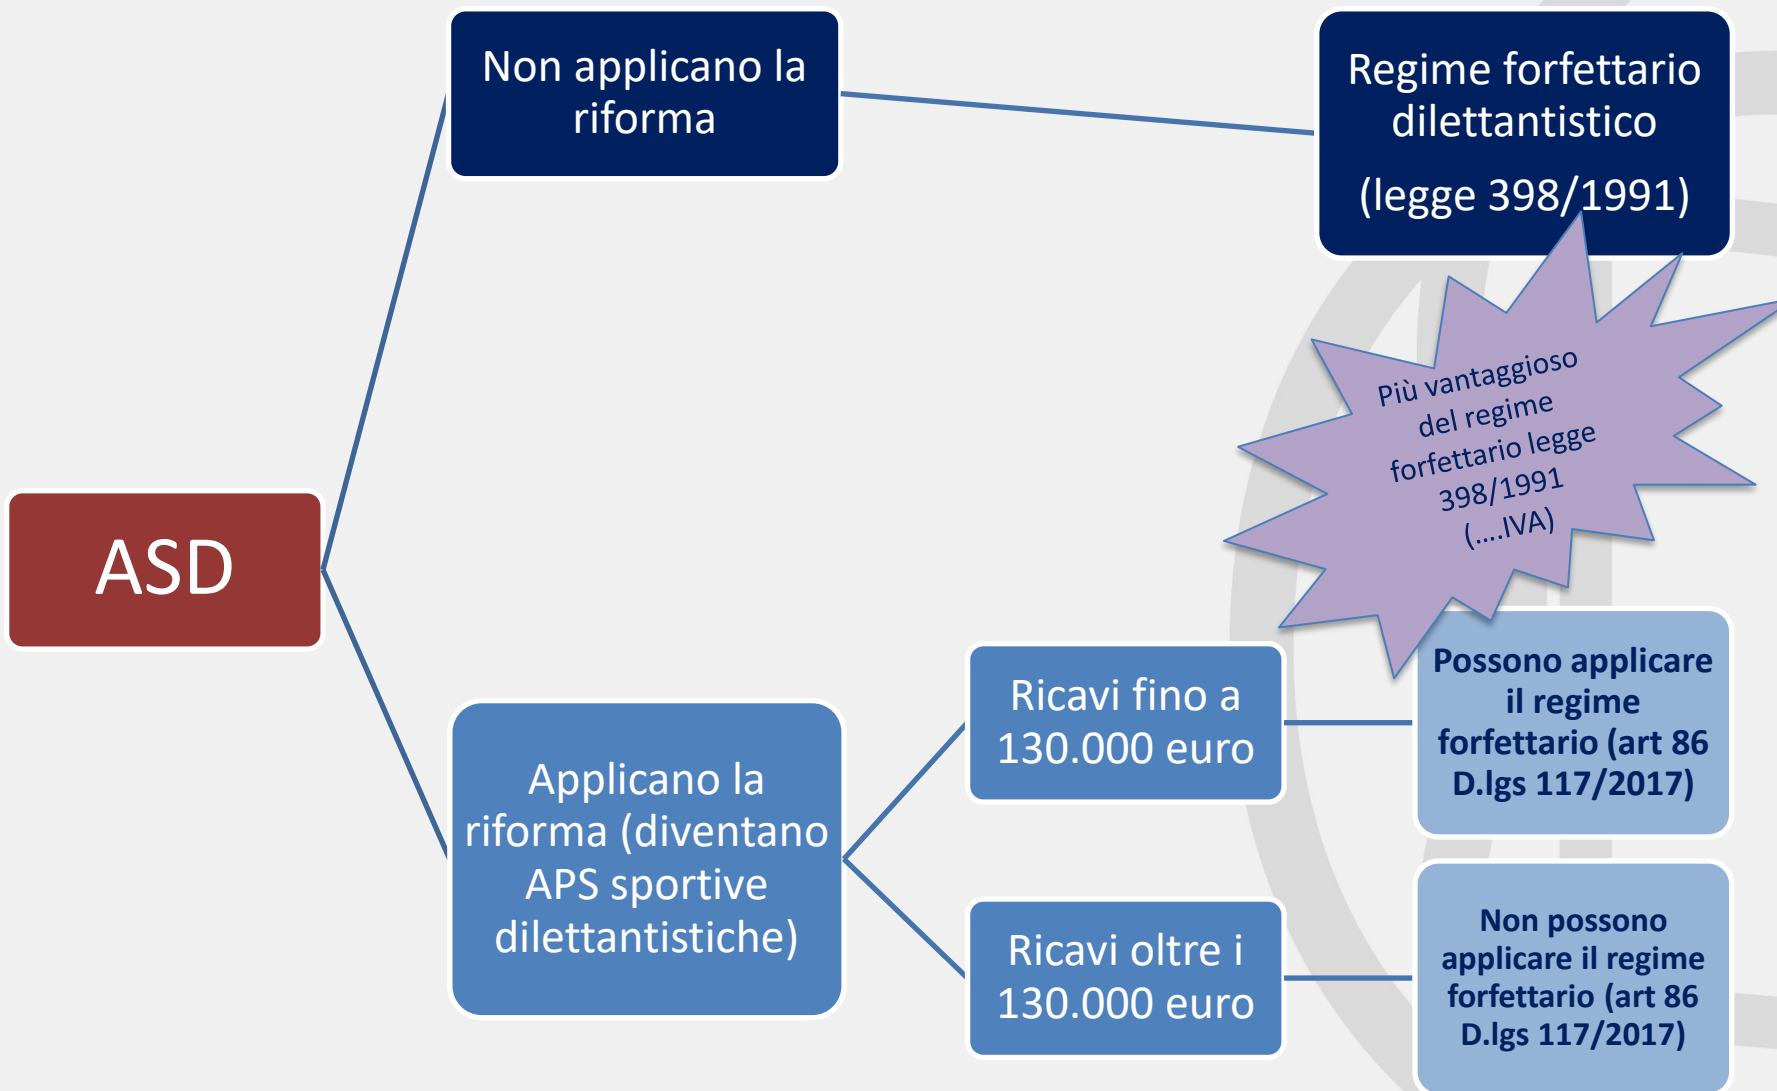 Non applicano la
riforma
Regime forfettario
dilettantistico
(legge 398/1991)
Più vantaggioso
del regime
forfettario legge
398/1991
(....IVA)
ASD
Applicano la
riforma (diventano
APS sportive
dilettantistiche)
Ricavi fino a
130.000 euro
Possono applicare
il regime
forfettario (art 86
D.lgs 117/2017)
Ricavi oltre i
130.000 euro
Non possono
applicare il regime
forfettario (art 86
D.lgs 117/2017)